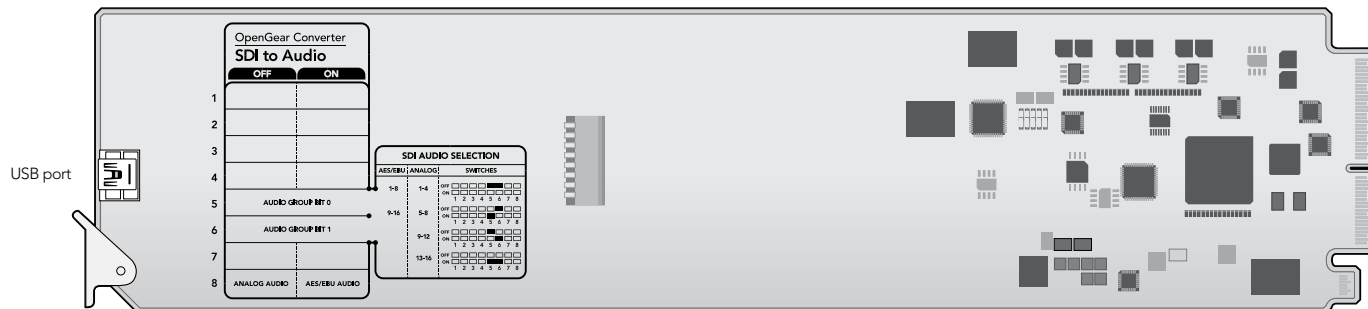 OpenGear Converter
SDI to Audio
OFF ON
1
2
3
4
5 AUDIO GROUP BIT 0
6 AUDIO GROUP BIT 1
7
8 ANALOG AUDIO AES/EBU AUDIO
USB port
SDI AUDIO SELECTION
AES/EBU ANALOG SWITCHES
1-8 1-4 OFF
ON
1 2 3 4 5 6 7 8
9-16 5-8 OFF
ON
1 2 3 4 5 6 7 8
9-12 OFF
ON
1 2 3 4 5 6 7 8
13-16 OFF
ON
1 2 3 4 5 6 7 8